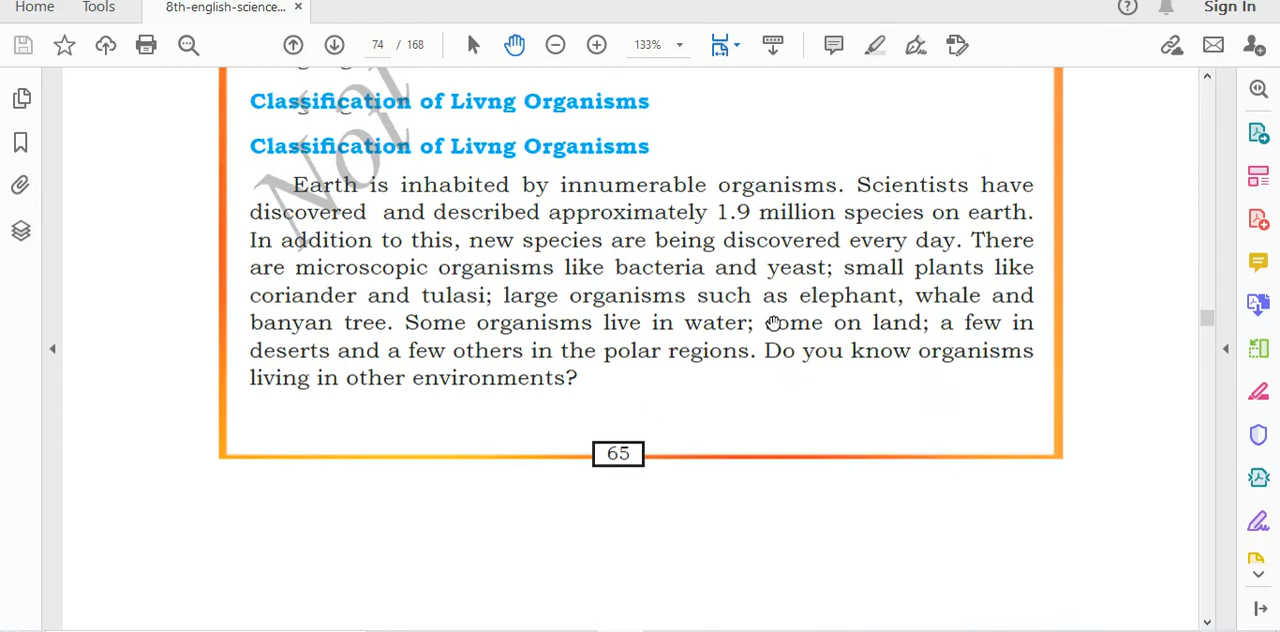 Home Tools 8th-english-science... × Sign In
74 / 168 133%
Classification of Livng Organisms
Classification of Livng Organisms
Not
Earth is inhabited by innumerable organisms. Scientists have
discovered and described approximately 1.9 million species on earth.
In addition to this, new species are being discovered every day. There
are microscopic organisms like bacteria and yeast; small plants like
coriander and tulasi; large organisms such as elephant, whale and
banyan tree. Some organisms live in water; some on land; a few in
deserts and a few others in the polar regions. Do you know organisms
living in other environments?
65